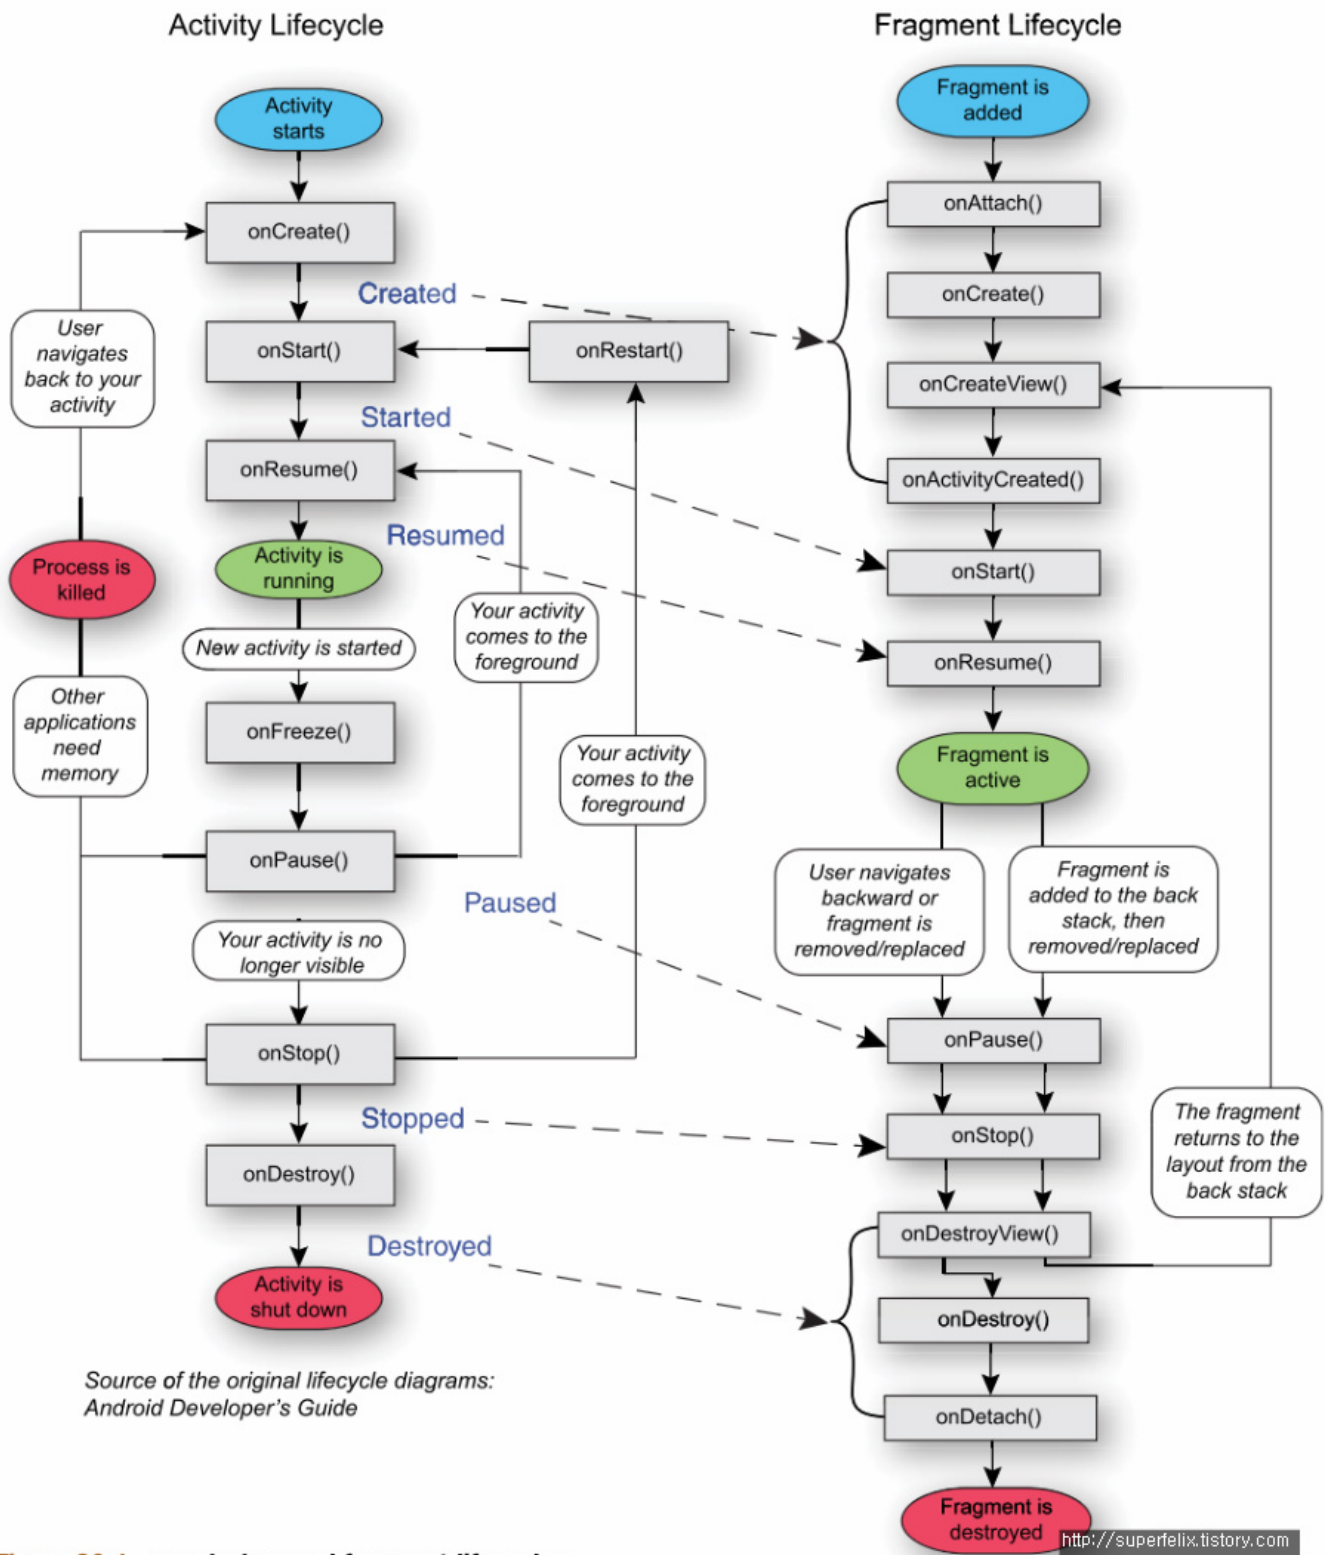 Activity Lifecycle
Fragment Lifecycle
Activity
starts
onCreate()
User
navigates
back to your
activity
Created
onStart()
onRestart()
Started
onResume()
Resumed
Process is
killed
Activity is
running
Your activity
comes to the
foreground
New activity is started
Other
applications
need
memory
onFreeze()
Your activity
comes to the
foreground
onPause()
Paused
Your activity is no
longer visible
onStop()
Stopped
onDestroy()
Destroyed
Activity is
shut down
Source of the original lifecycle diagrams:
Android Developer's Guide
Fragment is
added
onAttach()
onCreate()
onCreateView()
onActivityCreated()
onStart()
onResume()
Fragment is
active
User navigates
backward or
fragment is
removed/replaced
Fragment is
added to the back
stack, then
removed/replaced
onPause()
onStop()
The fragment
returns to the
layout from the
back stack
onDestroyView()
onDestroy()
onDetach()
Fragment is
destroyed
http://superfelix.tistory.com